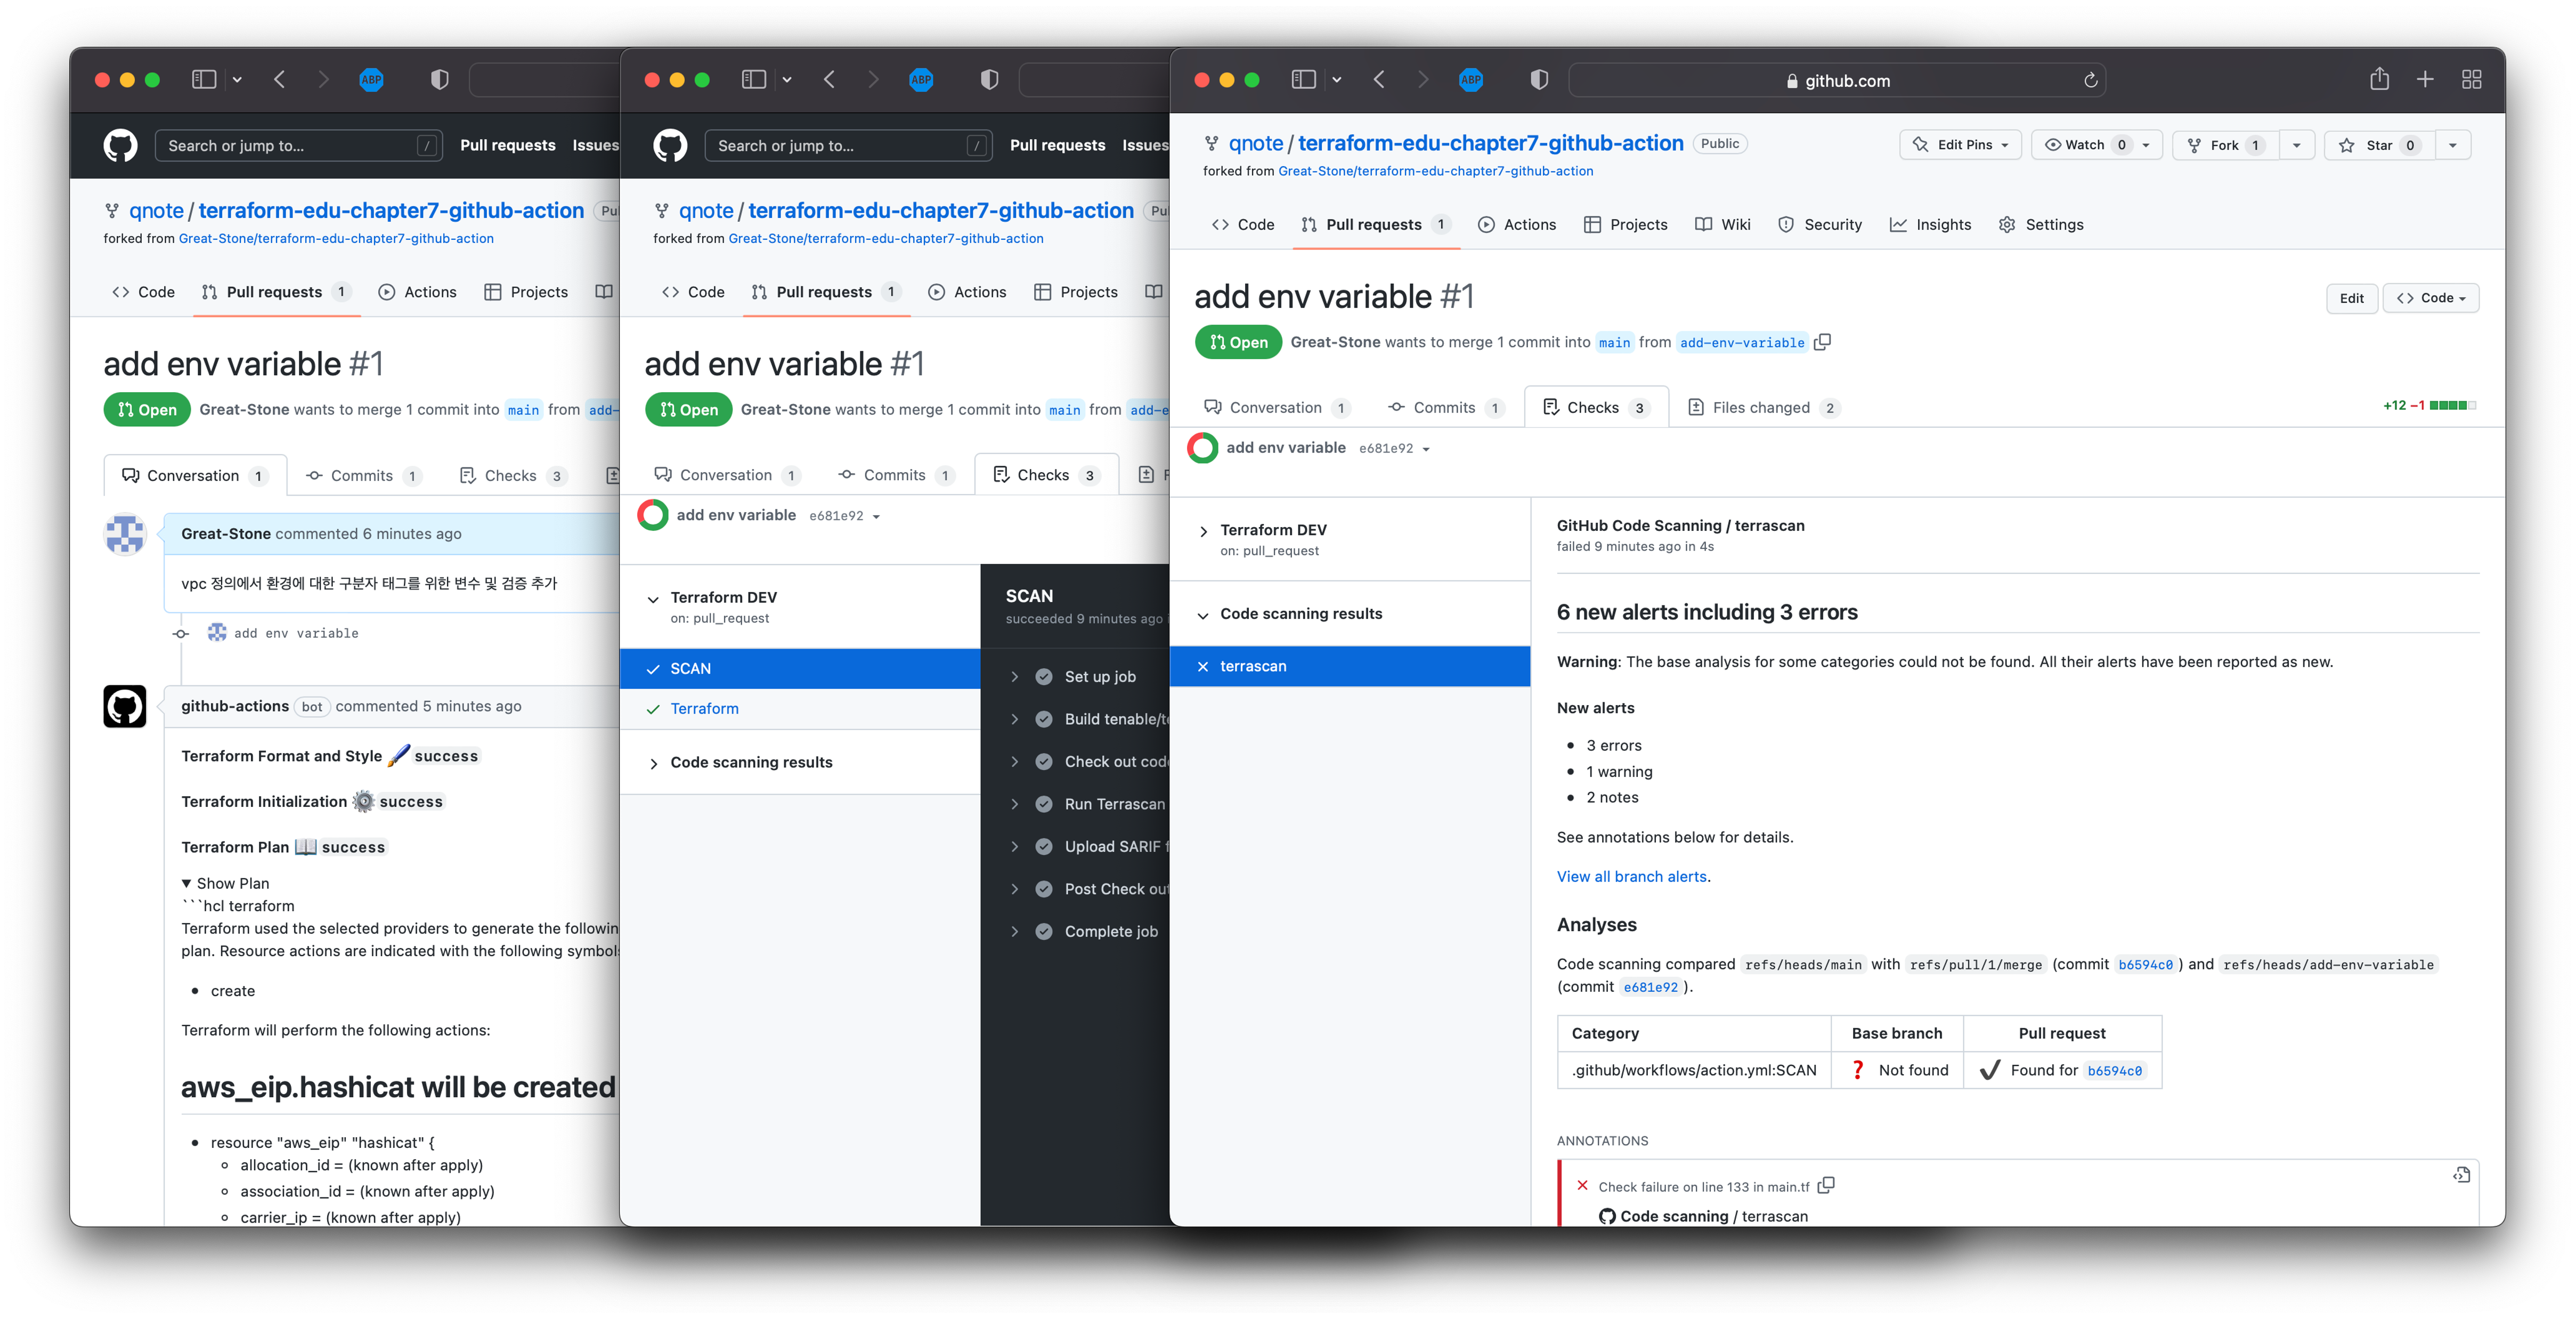 Search or jump to... /
Pull requests Issues
qnote / terraform-edu-chapter7-github-action
forked from Great-Stone/terraform-edu-chapter7-github-action
Code Pull requests 1 Actions Projects
add env variable #1
Open Great-Stone wants to merge 1 commit into main from add-
Conversation 1 Commits 1 Checks 3
Great-Stone commented 6 minutes ago
vpc 정의에서 환경에 대한 구분자 태그를 위한 변수 및 검증 추가
add env variable
github-actions bot commented 5 minutes ago
Terraform Format and Style 🖌 success
Terraform Initialization ⚙️ success
Terraform Plan 📖 success
▼ Show Plan
```hcl terraform
Terraform used the selected providers to generate the
plan. Resource actions are indicated with the following
• create
Terraform will perform the following actions:
aws_eip.hashicat will be created
• resource "aws_eip" "hashicat" {
allocation_id = (known after apply)
association_id = (known after apply)
carrier_ip = (known after apply)
ABP
Search or jump to... /
Pull requests Issues
qnote / terraform-edu-chapter7-github-action
forked from Great-Stone/terraform-edu-chapter7-github-action
Code Pull requests 1 Actions Projects
add env variable #1
Open Great-Stone wants to merge 1 commit into main from add-e
Conversation 1 Commits 1 Checks 3
add env variable e681e92
Terraform DEV
on: pull_request
SCAN
Terraform
Code scanning results
SCAN
succeeded 9 minutes ago
Set up job
Build
Check out
Run Terrascan
Upload SARIF
Post Check
Complete job
ABP
github.com
qnote / terraform-edu-chapter7-github-action Public
forked from Great-Stone/terraform-edu-chapter7-github-action
Edit Pins Watch 0 Fork 1 Star 0
Code Pull requests 1 Actions Projects Wiki Security Insights Settings
add env variable #1
Edit Code
Open Great-Stone wants to merge 1 commit into main from add-env-variable
Conversation 1 Commits 1 Checks 3 Files changed 2
+12 −1
add env variable e681e92
Terraform DEV
on: pull_request
Code scanning results
terrascan
GitHub Code Scanning / terrascan
failed 9 minutes ago in 4s
6 new alerts including 3 errors
Warning: The base analysis for some categories could not be found. All their alerts have been reported as new.
New alerts
• 3 errors
• 1 warning
• 2 notes
See annotations below for details.
View all branch alerts.
Analyses
Code scanning compared refs/heads/main with refs/pull/1/merge (commit b6594c0 ) and refs/heads/add-env-variable
(commit e681e92 ).
Category Base branch Pull request
.github/workflows/action.yml:SCAN ❓ Not found ✔ Found for b6594c0
ANNOTATIONS
Check failure on line 133 in main.tf
Code scanning / terrascan
ABP